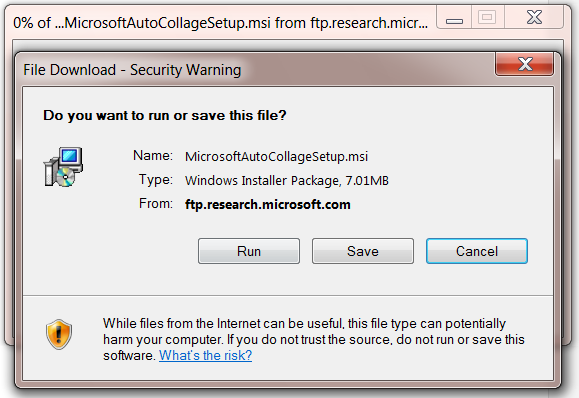 0% of ...MicrosoftAutoCollageSetup.msi from ftp.research.micr...
File Download - Security Warning
Do you want to run or save this file?
Name: MicrosoftAutoCollageSetup.msi
Type: Windows Installer Package, 7.01MB
From: ftp.research.microsoft.com
Run Save Cancel
While files from the Internet can be useful, this file type can potentially
harm your computer. If you do not trust the source, do not run or save this
software. What's the risk?